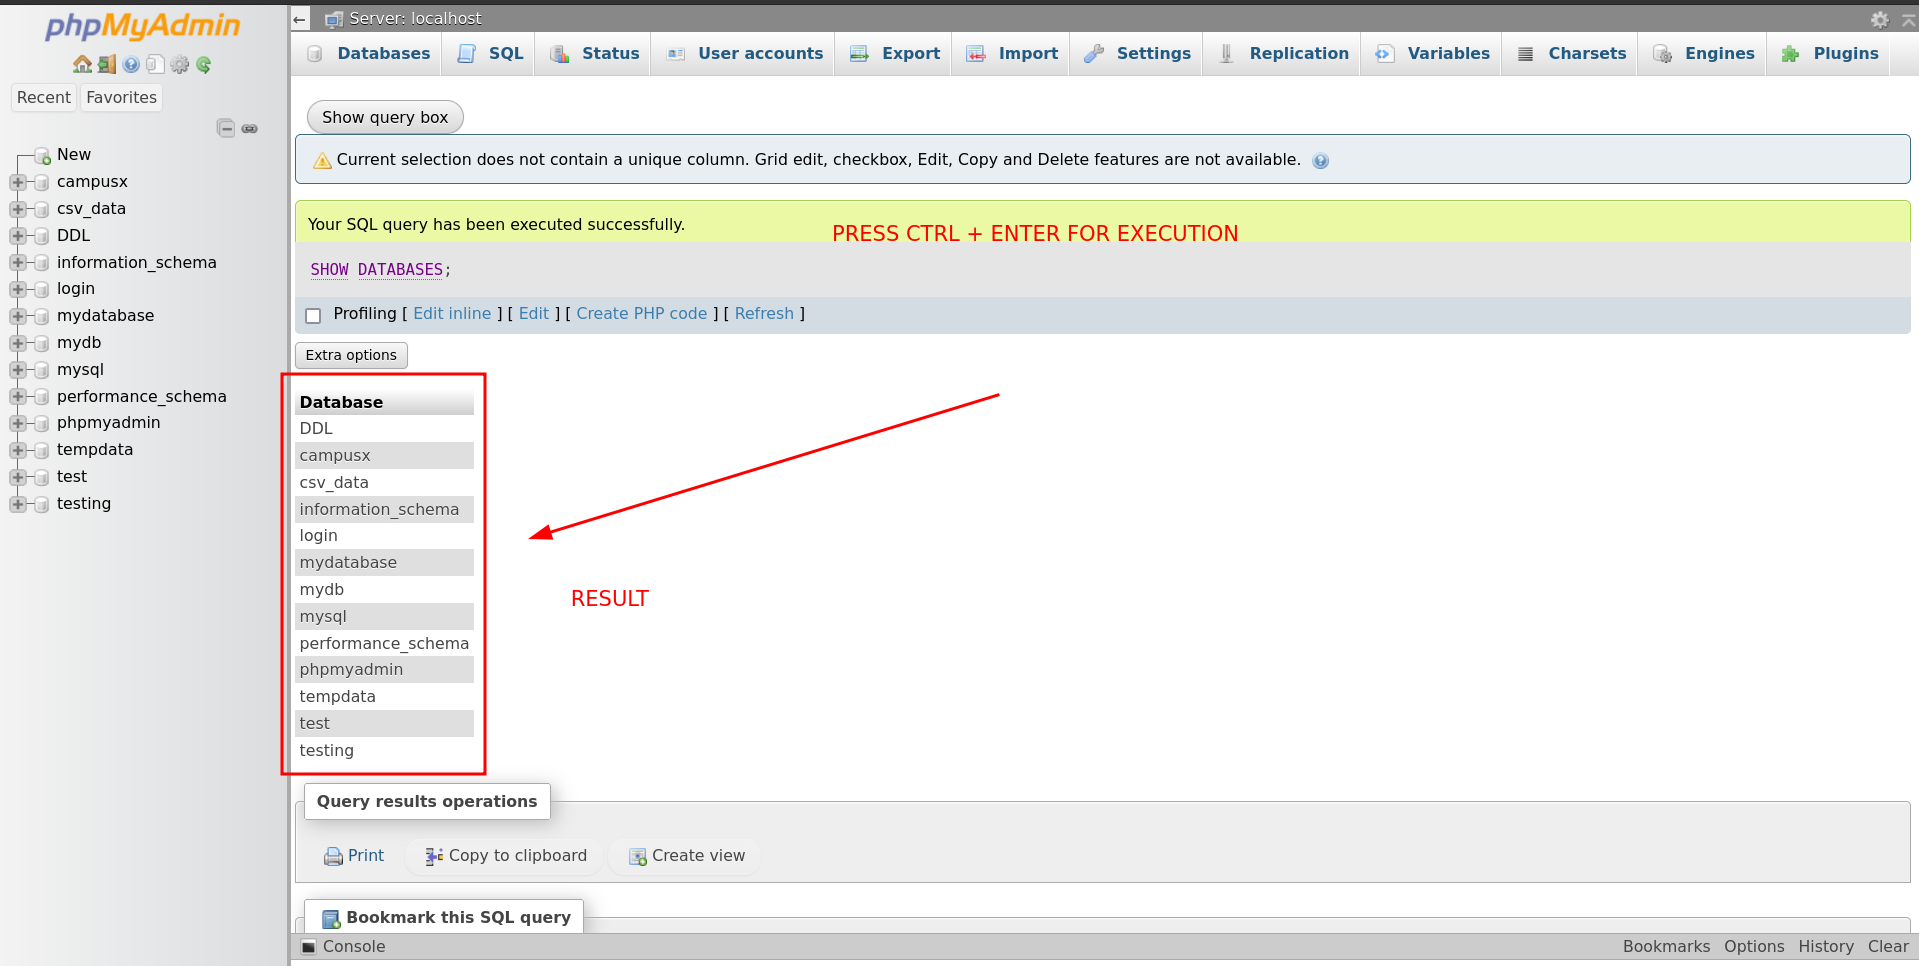 phpMyAdmin
Recent Favorites
New
campusx
csv_data
DDL
information_schema
login
mydatabase
mydb
mysql
performance_schema
phpmyadmin
tempdata
test
testing
Server: localhost
Databases SQL Status User accounts Export Import Settings Replication Variables Charsets Engines Plugins
Show query box
Current selection does not contain a unique column. Grid edit, checkbox, Edit, Copy and Delete features are not available.
Your SQL query has been executed successfully.
PRESS CTRL + ENTER FOR EXECUTION
SHOW DATABASES;
Profiling [ Edit inline ] [ Edit ] [ Create PHP code ] [ Refresh ]
Extra options
Database
DDL
campusx
csv_data
information_schema
login
mydatabase
mydb
mysql
performance_schema
phpmyadmin
tempdata
test
testing
RESULT
Query results operations
Print Copy to clipboard Create view
Bookmark this SQL query
Console Bookmarks Options History Clear